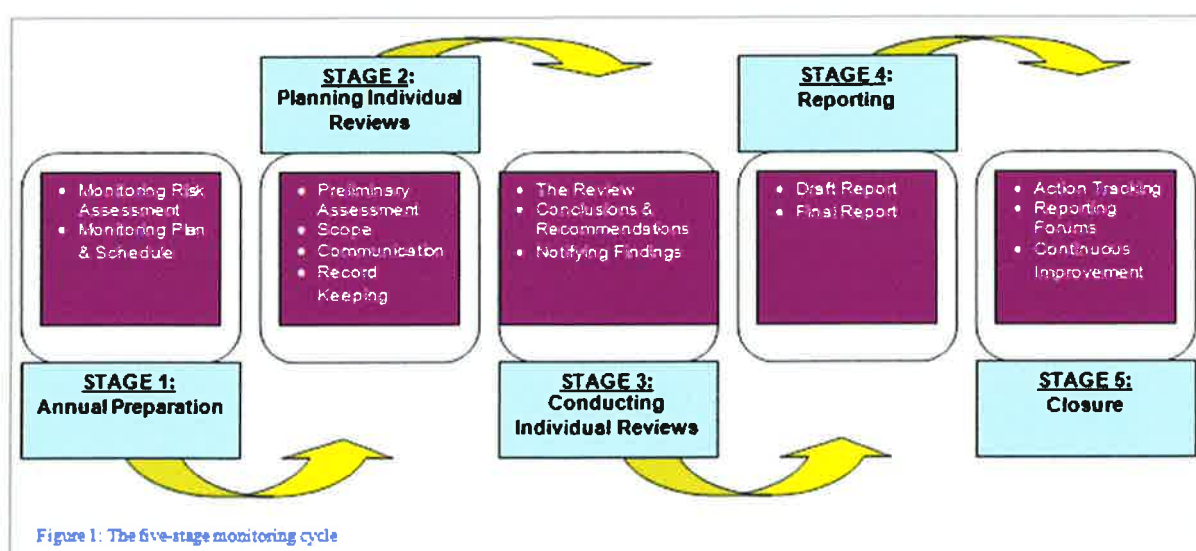 STAGE 1:
Annual Preparation
• Monitoring Risk
Assessment
• Monitoring Plan
& Schedule
STAGE 2:
Planning Individual
Reviews
• Preliminary
Assessment
• Scope
• Communication
• Record
Keeping
STAGE 3:
Conducting
Individual Reviews
• The Review
• Conclusions &
Recommendations
• Notifying Findings
STAGE 4:
Reporting
• Draft Report
• Final Report
STAGE 5:
Closure
• Action Tracking
• Reporting
Forums
• Continuous
Improvement
Figure 1: The five-stage monitoring cycle